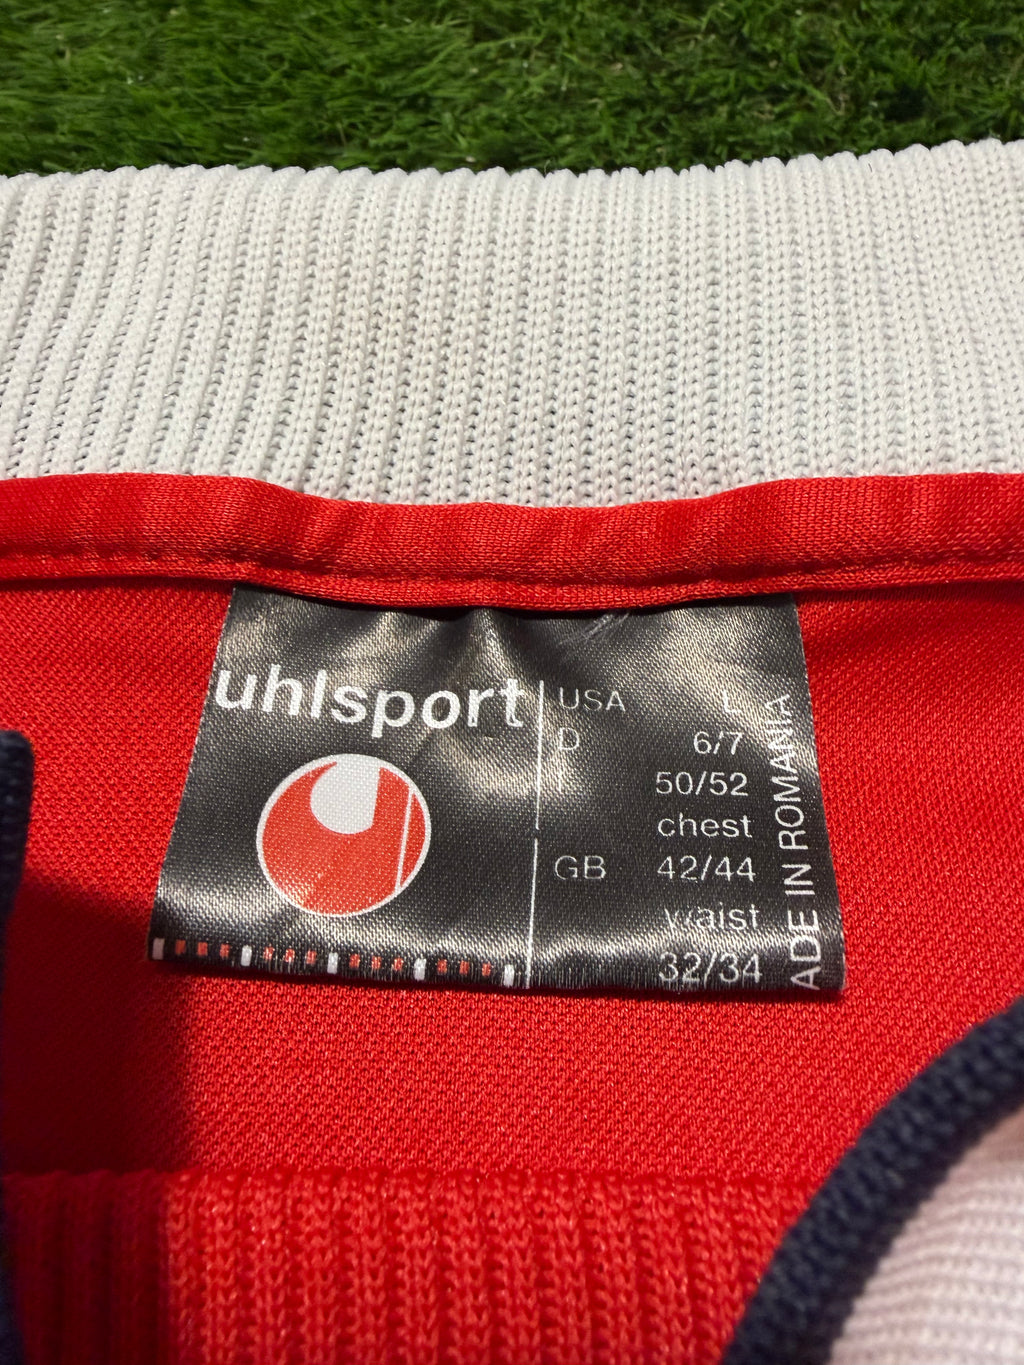 uhlsport
USA L
D 6/7
I 50/52
chest
GB 42/44
waist
32/34
ADE IN ROMANIA